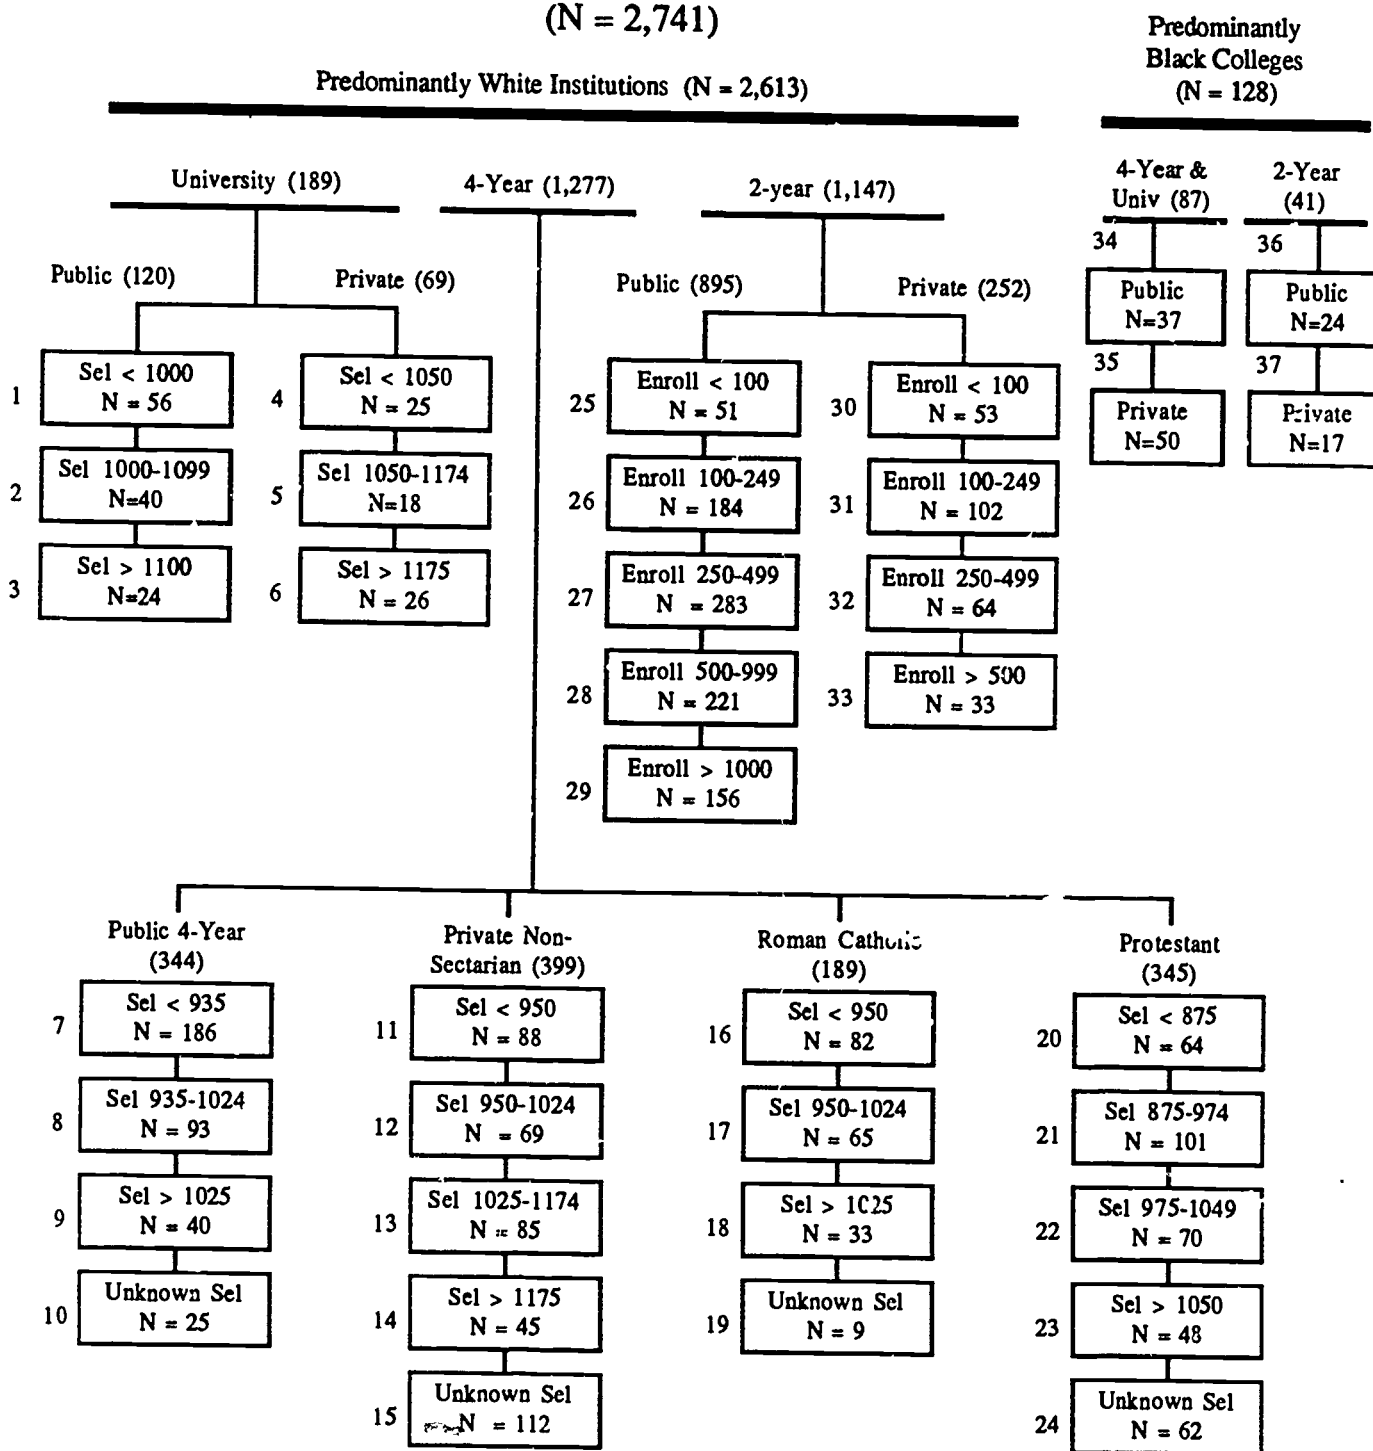 (N = 2,741)
Predominantly White Institutions (N = 2,613)
Predominantly
Black Colleges
(N = 128)
University (189)
4-Year (1,277)
2-year (1,147)
4-Year &
Univ (87)
2-Year
(41)
Public (120)
Private (69)
Public (895)
Private (252)
34
Public
N=37
35
Private
N=50
36
Public
N=24
37
Private
N=17
1
Sel < 1000
N = 56
2
Sel 1000-1099
N=40
3
Sel > 1100
N=24
4
Sel < 1050
N = 25
5
Sel 1050-1174
N=18
6
Sel > 1175
N = 26
25
Enroll < 100
N = 51
26
Enroll 100-249
N = 184
27
Enroll 250-499
N = 283
28
Enroll 500-999
N = 221
29
Enroll > 1000
N = 156
30
Enroll < 100
N = 53
31
Enroll 100-249
N = 102
32
Enroll 250-499
N = 64
33
Enroll > 500
N = 33
Public 4-Year
(344)
7
Sel < 935
N = 186
8
Sel 935-1024
N = 93
9
Sel > 1025
N = 40
10
Unknown Sel
N = 25
Private Non-
Sectarian (399)
11
Sel < 950
N = 88
12
Sel 950-1024
N = 69
13
Sel 1025-1174
N = 85
14
Sel > 1175
N = 45
15
Unknown Sel
N = 112
Roman Catholic
(189)
16
Sel < 950
N = 82
17
Sel 950-1024
N = 65
18
Sel > 1025
N = 33
19
Unknown Sel
N = 9
Protestant
(345)
20
Sel < 875
N = 64
21
Sel 875-974
N = 101
22
Sel 975-1049
N = 70
23
Sel > 1050
N = 48
24
Unknown Sel
N = 62